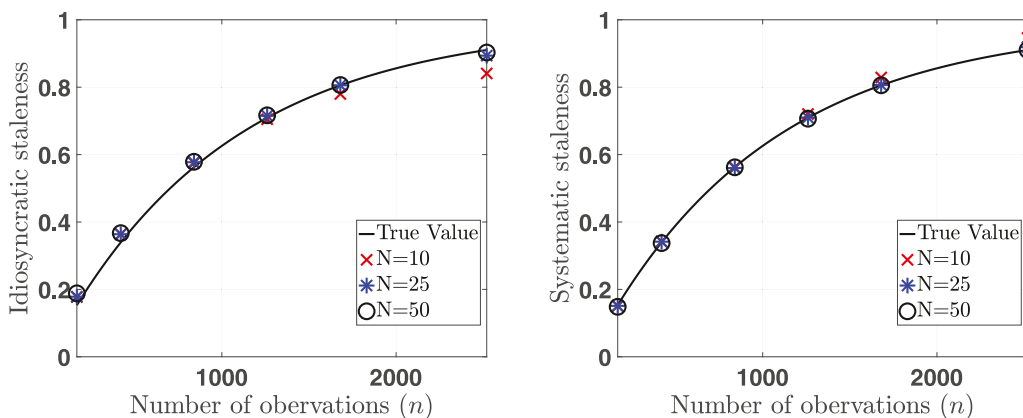 1
0.8
0.6
0.4
0.2
0
Idiosyncratic staleness
1000
2000
Number of obervations (n)
True Value
N=10
N=25
N=50
1
0.8
0.6
0.4
0.2
0
Systematic staleness
1000
2000
Number of obervations (n)
True Value
N=10
N=25
N=50